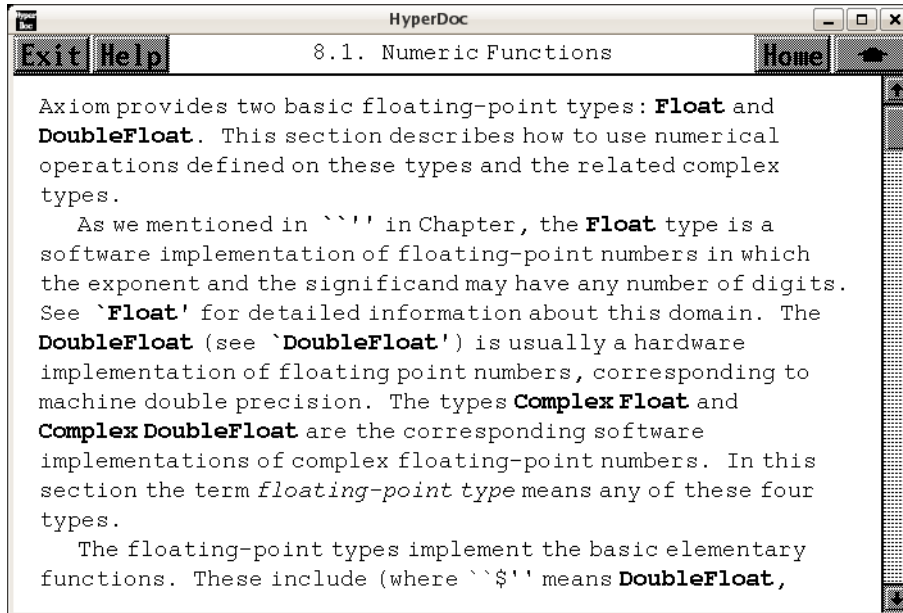 Hyper Doc
HyperDoc
Exit Help 8.1. Numeric Functions Home
Axiom provides two basic floating-point types: Float and
DoubleFloat. This section describes how to use numerical
operations defined on these types and the related complex
types.
As we mentioned in ``'' in Chapter, the Float type is a
software implementation of floating-point numbers in which
the exponent and the significand may have any number of digits.
See `Float' for detailed information about this domain. The
DoubleFloat (see `DoubleFloat') is usually a hardware
implementation of floating point numbers, corresponding to
machine double precision. The types Complex Float and
Complex DoubleFloat are the corresponding software
implementations of complex floating-point numbers. In this
section the term floating-point type means any of these four
types.
The floating-point types implement the basic elementary
functions. These include (where ``$'' means DoubleFloat,